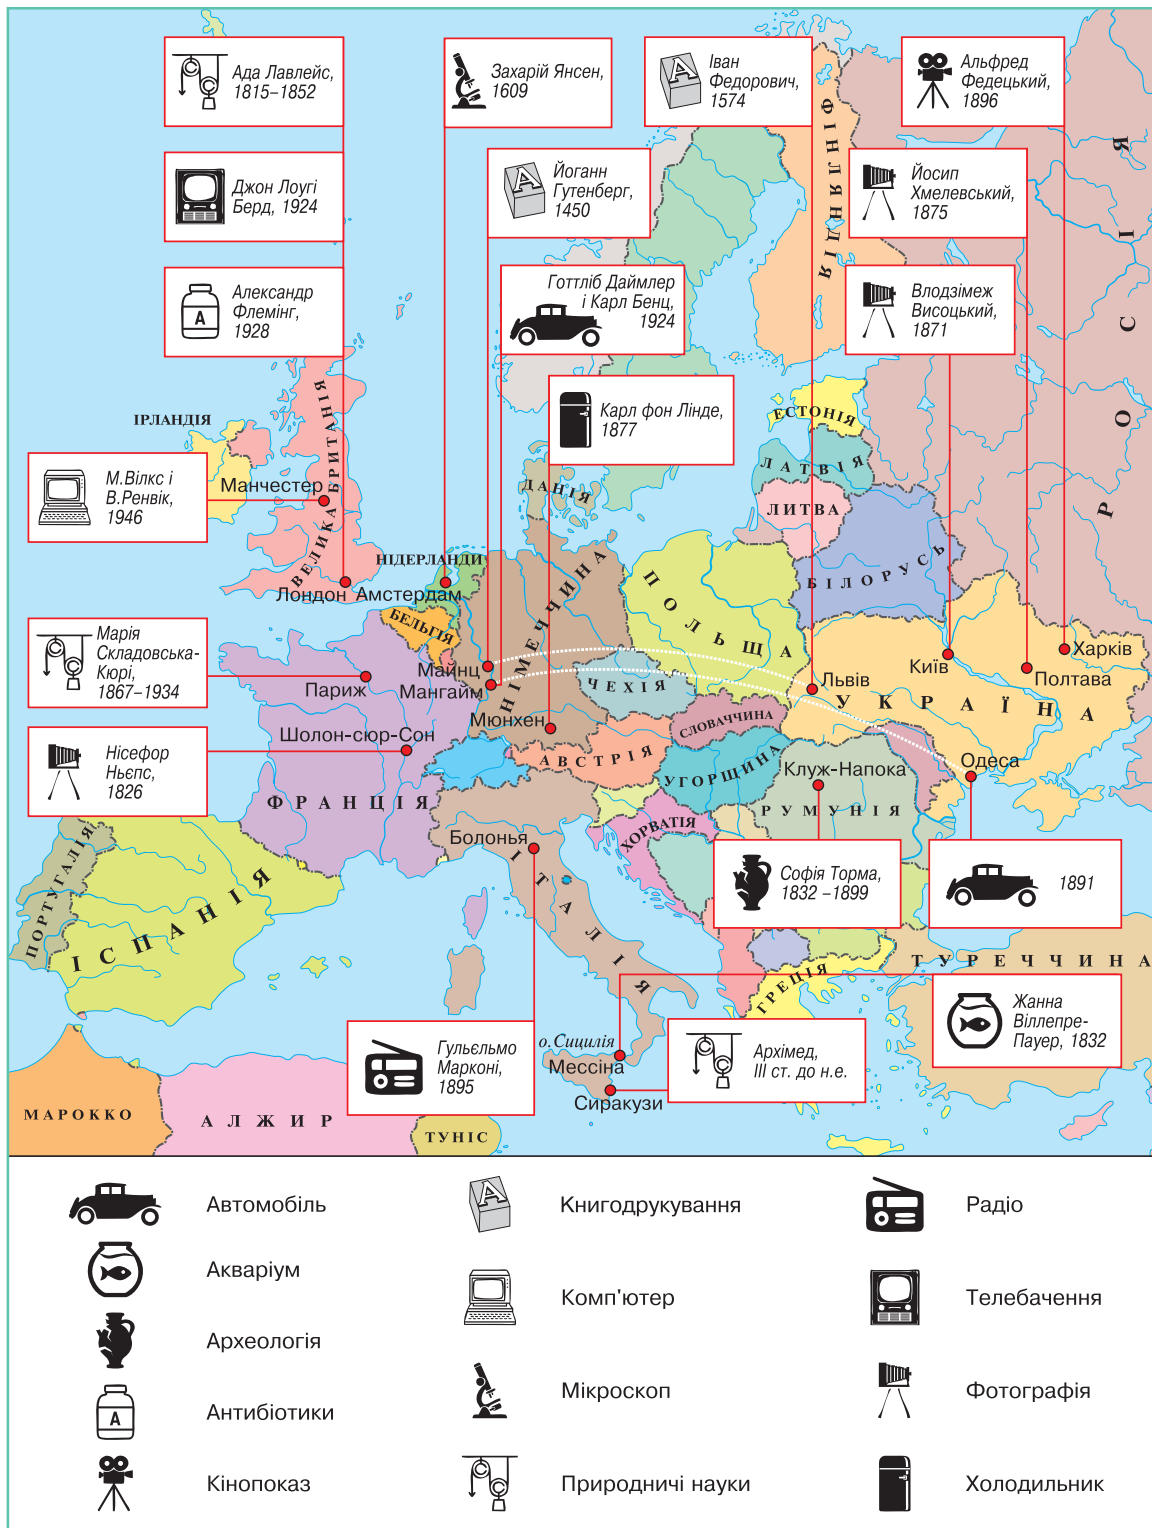 Ада Лавлейс,
1815–1852
Захарій Янсен,
1609
Іван
Федорович,
1574
Альфред
Федецький,
1896
Джон Лоугі
Берд, 1924
Йоганн
Гутенберг,
1450
Йосип
Хмелевський,
1875
Александр
Флемінг,
1928
Готтліб Даймлер
і Карл Бенц,
1924
Влодзімеж
Висоцький,
1871
Карл фон Лінде,
1877
М.Вілкс і
В.Ренвік,
1946
Марія
Складовська-
Кюрі,
1867–1934
Нісефор
Ньєпс,
1826
Софія Торма,
1832 –1899
1891
Жанна
Віллепре-
Пауер, 1832
Гульєльмо
Марконі,
1895
Архімед,
III ст. до н.е.
ФІНЛЯНДІЯ
РОСІЯ
ІРЛАНДІЯ
ВЕЛИКА БРИТАНІЯ
Манчестер
Лондон
ЕСТОНІЯ
ЛАТВІЯ
ЛИТВА
ДАНІЯ
НІДЕРЛАНДИ
Амстердам
БЕЛЬГІЯ
НІМЕЧЧИНА
Майнц
Мангайм
Мюнхен
ПОЛЬЩА
БІЛОРУСЬ
УКРАЇНА
Київ
Харків
Полтава
Львів
Одеса
ЧЕХІЯ
СЛОВАЧЧИНА
АВСТРІЯ
УГОРЩИНА
Клуж-Напока
РУМУНІЯ
ХОРВАТІЯ
Париж
Шолон-сюр-Сон
ФРАНЦІЯ
ПОРТУГАЛІЯ
ІСПАНІЯ
Болонья
ІТАЛІЯ
о. Сицилія
Мессіна
Сиракузи
ГРЕЦІЯ
ТУРЕЧЧИНА
МАРОККО
АЛЖИР
ТУНІС
Автомобіль
Акваріум
Археологія
А
Антибіотики
Кінопоказ
А
Книгодрукування
Комп'ютер
Мікроскоп
Природничі науки
Радіо
Телебачення
Фотографія
Холодильник